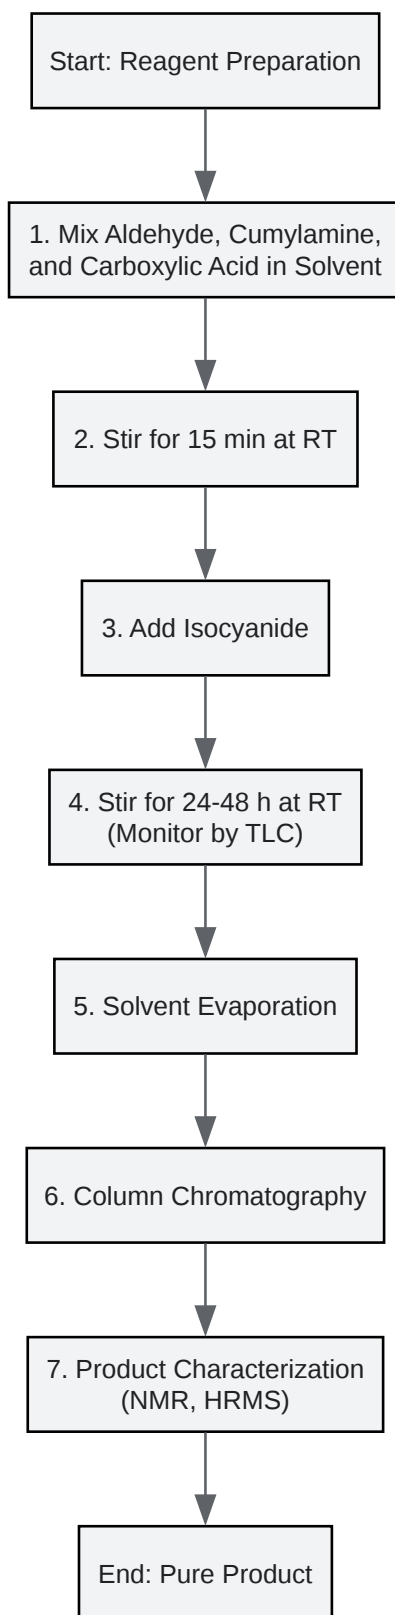 Start: Reagent Preparation
1. Mix Aldehyde, Cumylamine,
and Carboxylic Acid in Solvent
2. Stir for 15 min at RT
3. Add Isocyanide
4. Stir for 24-48 h at RT
(Monitor by TLC)
5. Solvent Evaporation
6. Column Chromatography
7. Product Characterization
(NMR, HRMS)
End: Pure Product